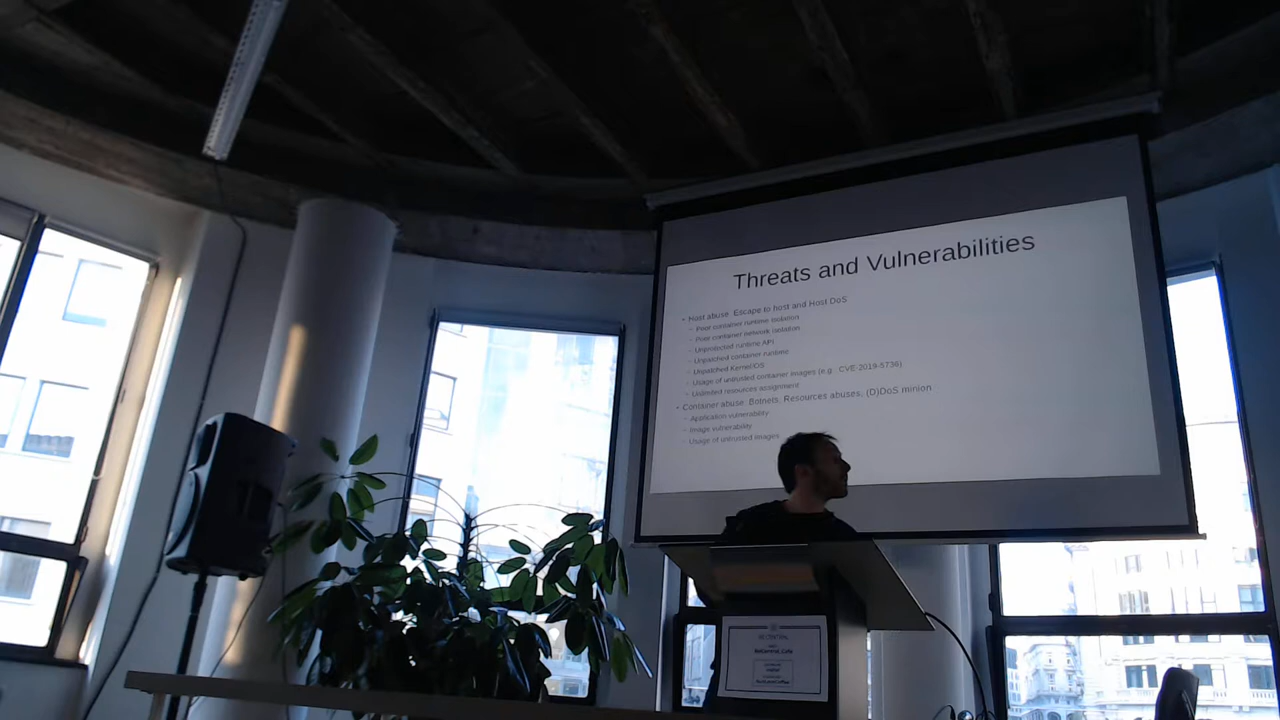 Threats and Vulnerabilities
• Host abuse: Escape to host and Host DoS
– Poor container runtime isolation
– Poor container network isolation
– Unprotected runtime API
– Unpatched container runtime
– Unpatched Kernel/OS
– Usage of untrusted container images (e.g.: CVE-2019-5736)
– Unlimited resources assignment
• Container abuse: Botnets, Resources abuses, (D)DoS minion
– Application vulnerability
– Image vulnerability
– Usage of untrusted images
BECENTRAL
BeCentral_Cafe